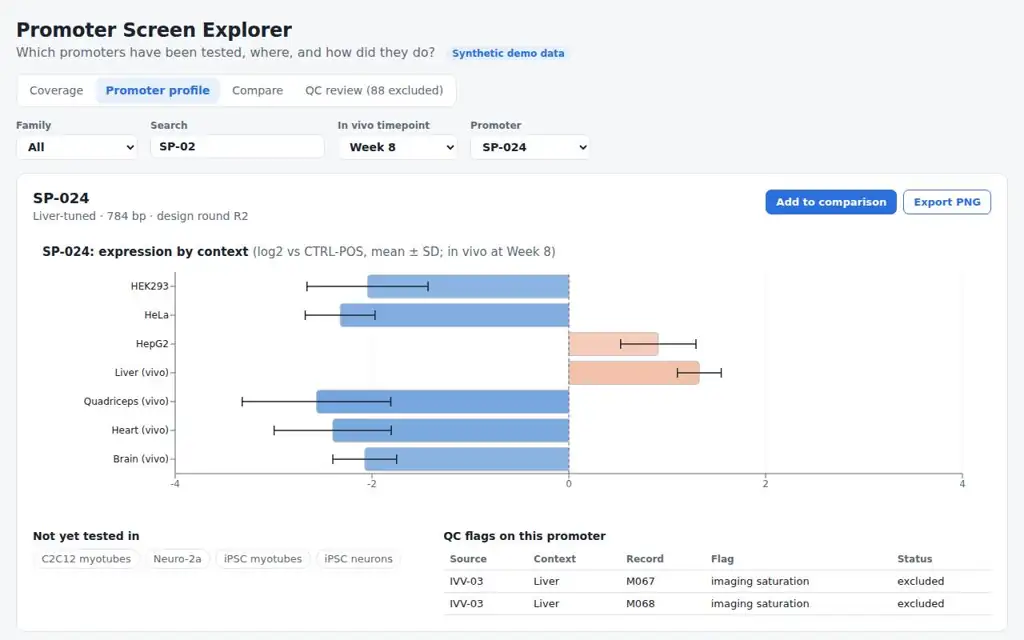 Promoter Screen Explorer
Which promoters have been tested, where, and how did they do? Synthetic demo data
Coverage Promoter profile Compare QC review (88 excluded)
Family Search In vivo timepoint Promoter
All SP-02 Week 8 SP-024
SP-024
Liver-tuned · 784 bp · design round R2
Add to comparison Export PNG
SP-024: expression by context (log2 vs CTRL-POS, mean ± SD; in vivo at Week 8)
HEK293
HeLa
HepG2
Liver (vivo)
Quadriceps (vivo)
Heart (vivo)
Brain (vivo)
-4 -2 0 2 4
Not yet tested in
C2C12 myotubes Neuro-2a iPSC myotubes iPSC neurons
QC flags on this promoter
Source Context Record Flag Status
IVV-03 Liver M067 imaging saturation excluded
IVV-03 Liver M068 imaging saturation excluded